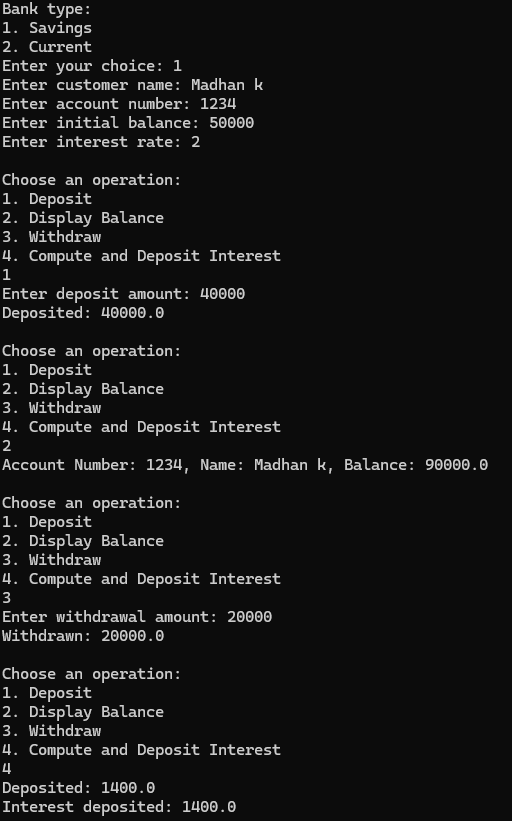 Bank type:
1. Savings
2. Current
Enter your choice: 1
Enter customer name: Madhan k
Enter account number: 1234
Enter initial balance: 50000
Enter interest rate: 2
Choose an operation:
1. Deposit
2. Display Balance
3. Withdraw
4. Compute and Deposit Interest
1
Enter deposit amount: 40000
Deposited: 40000.0
Choose an operation:
1. Deposit
2. Display Balance
3. Withdraw
4. Compute and Deposit Interest
2
Account Number: 1234, Name: Madhan k, Balance: 90000.0
Choose an operation:
1. Deposit
2. Display Balance
3. Withdraw
4. Compute and Deposit Interest
3
Enter withdrawal amount: 20000
Withdrawn: 20000.0
Choose an operation:
1. Deposit
2. Display Balance
3. Withdraw
4. Compute and Deposit Interest
4
Deposited: 1400.0
Interest deposited: 1400.0